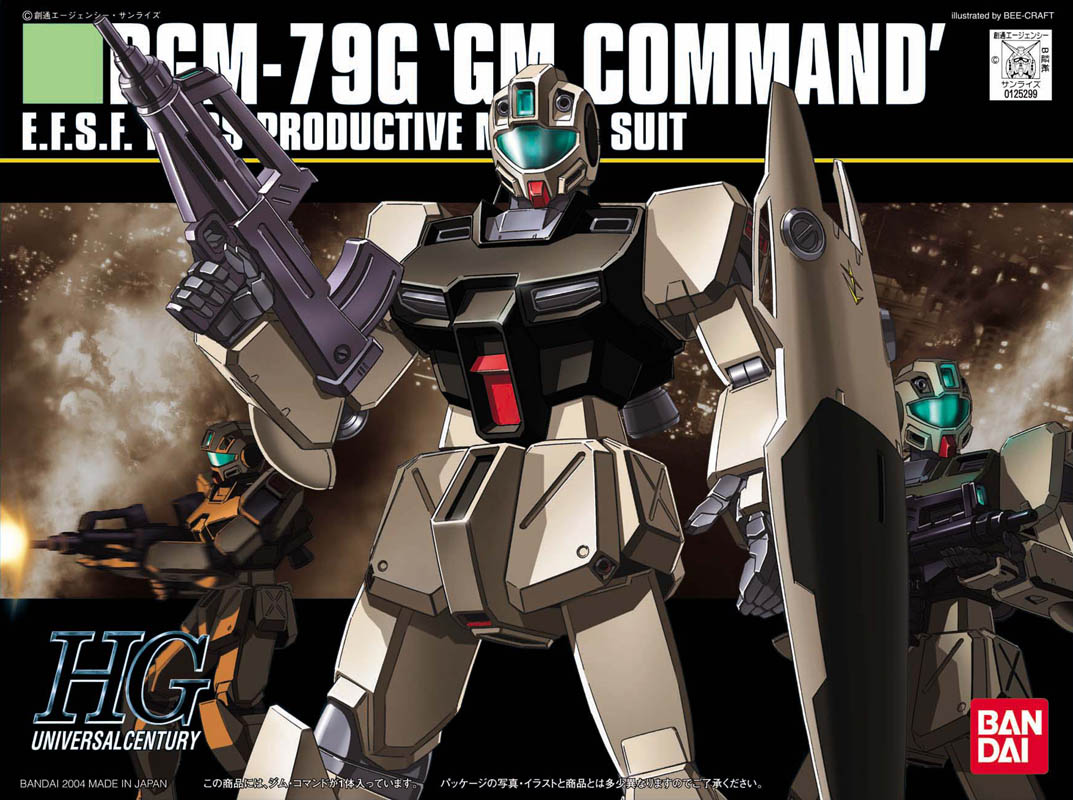 ©創通エージェンシー・サンライズ
illustrated by BEE-CRAFT
RGM-79G 'GM COMMAND'
E.F.S.F. PRODUCTIVE SUIT
創通エージェンシー
©
サンライズ
0125299
HG
UNIVERSAL CENTURY
BAN
DAI
BANDAI 2004 MADE IN JAPAN
この商品には、ジム・コマンドが1体入っています。
パッケージの写真・イラストと商品とは多少異なりますのでご了承ください。